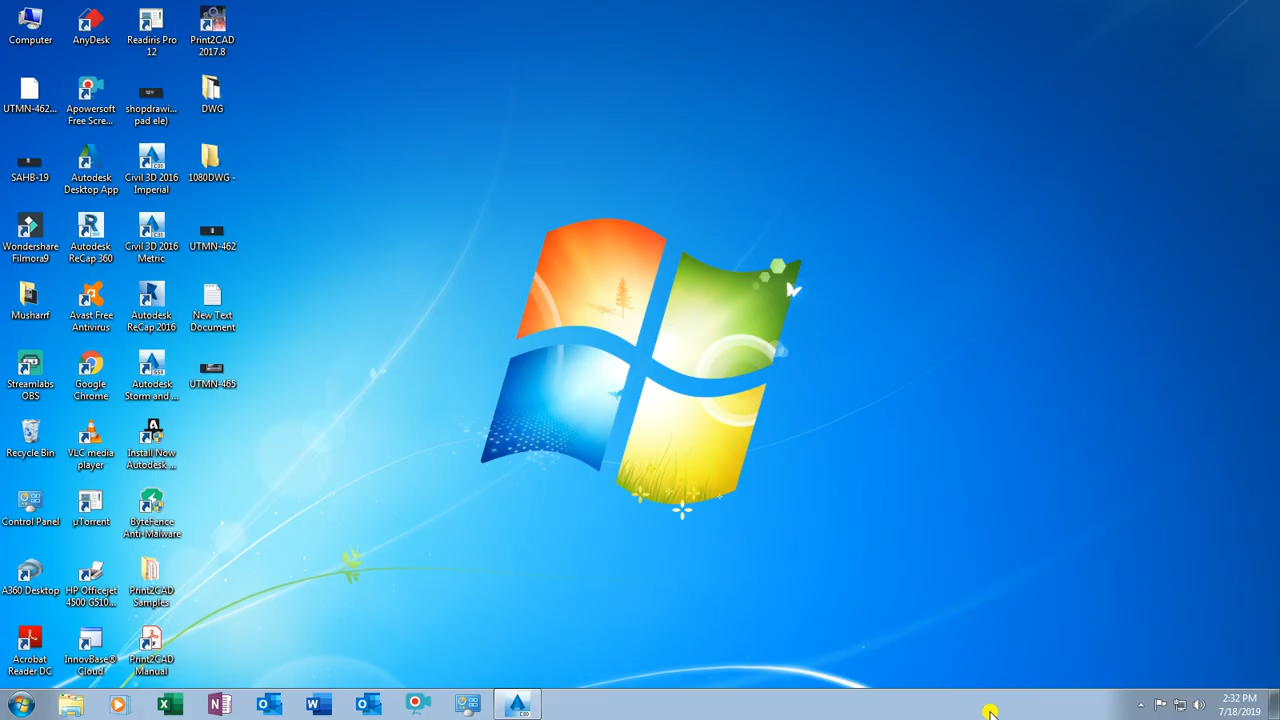 Computer
AnyDesk
Readiris Pro
12
Print2CAD
2017.8
UTMN-462...
Apowersoft
Free Scre...
shopdrawi...
pad ele)
DWG
SAHB-19
Autodesk
Desktop App
Civil 3D 2016
Imperial
1080DWG -
Wondershare
Filmora9
Autodesk
ReCap 360
Civil 3D 2016
Metric
UTMN-462
Musharrf
Avast Free
Antivirus
Autodesk
ReCap 2016
New Text
Document
Streamlabs
OBS
Google
Chrome
Autodesk
Storm and ...
UTMN-465
Recycle Bin
VLC media
player
Install Now
Autodesk ...
Control Panel
µTorrent
ByteFence
Anti-Malware
A360 Desktop
HP Officejet
4500 G510...
Print2CAD
Samples
Acrobat
Reader DC
InnovBase®
Cloud
Print2CAD
Manual
2:32 PM
7/18/2019